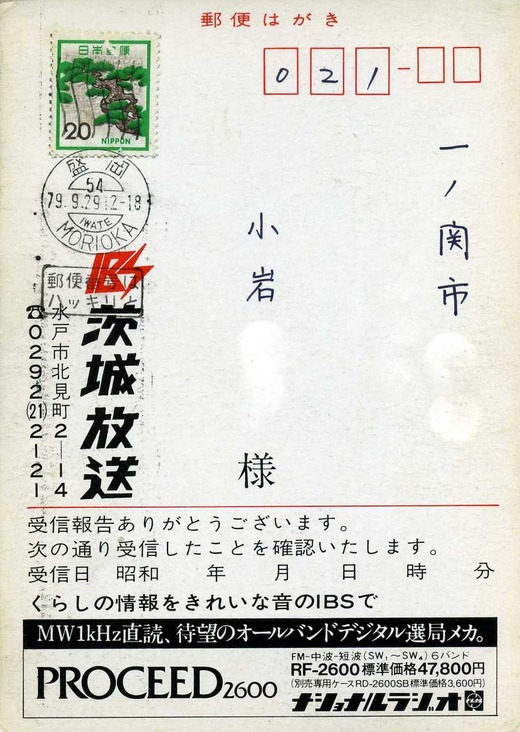 郵便はがき
021-
日本郵便
20
NIPPON
盛岡
54
79.9.29 12-18
IWATE
MORIOKA
郵便番号は
ハッキリと
一ノ関市
小岩
様
IBS
茨城放送
水戸市北見町2-14
☎0292(21)2121
受信報告ありがとうございます。
次の通り受信したことを確認いたします。
受信日 昭和 年 月 日 時 分
くらしの情報をきれいな音のIBSで
MW1kHz直読、待望のオールバンドデジタル選局メカ。
PROCEED2600
FM-中波-短波(SW₁〜SW₄)6バンド
RF-2600標準価格47,800円
(別売専用ケースRD-2600SB標準価格3,600円)
ナショナルラジオ